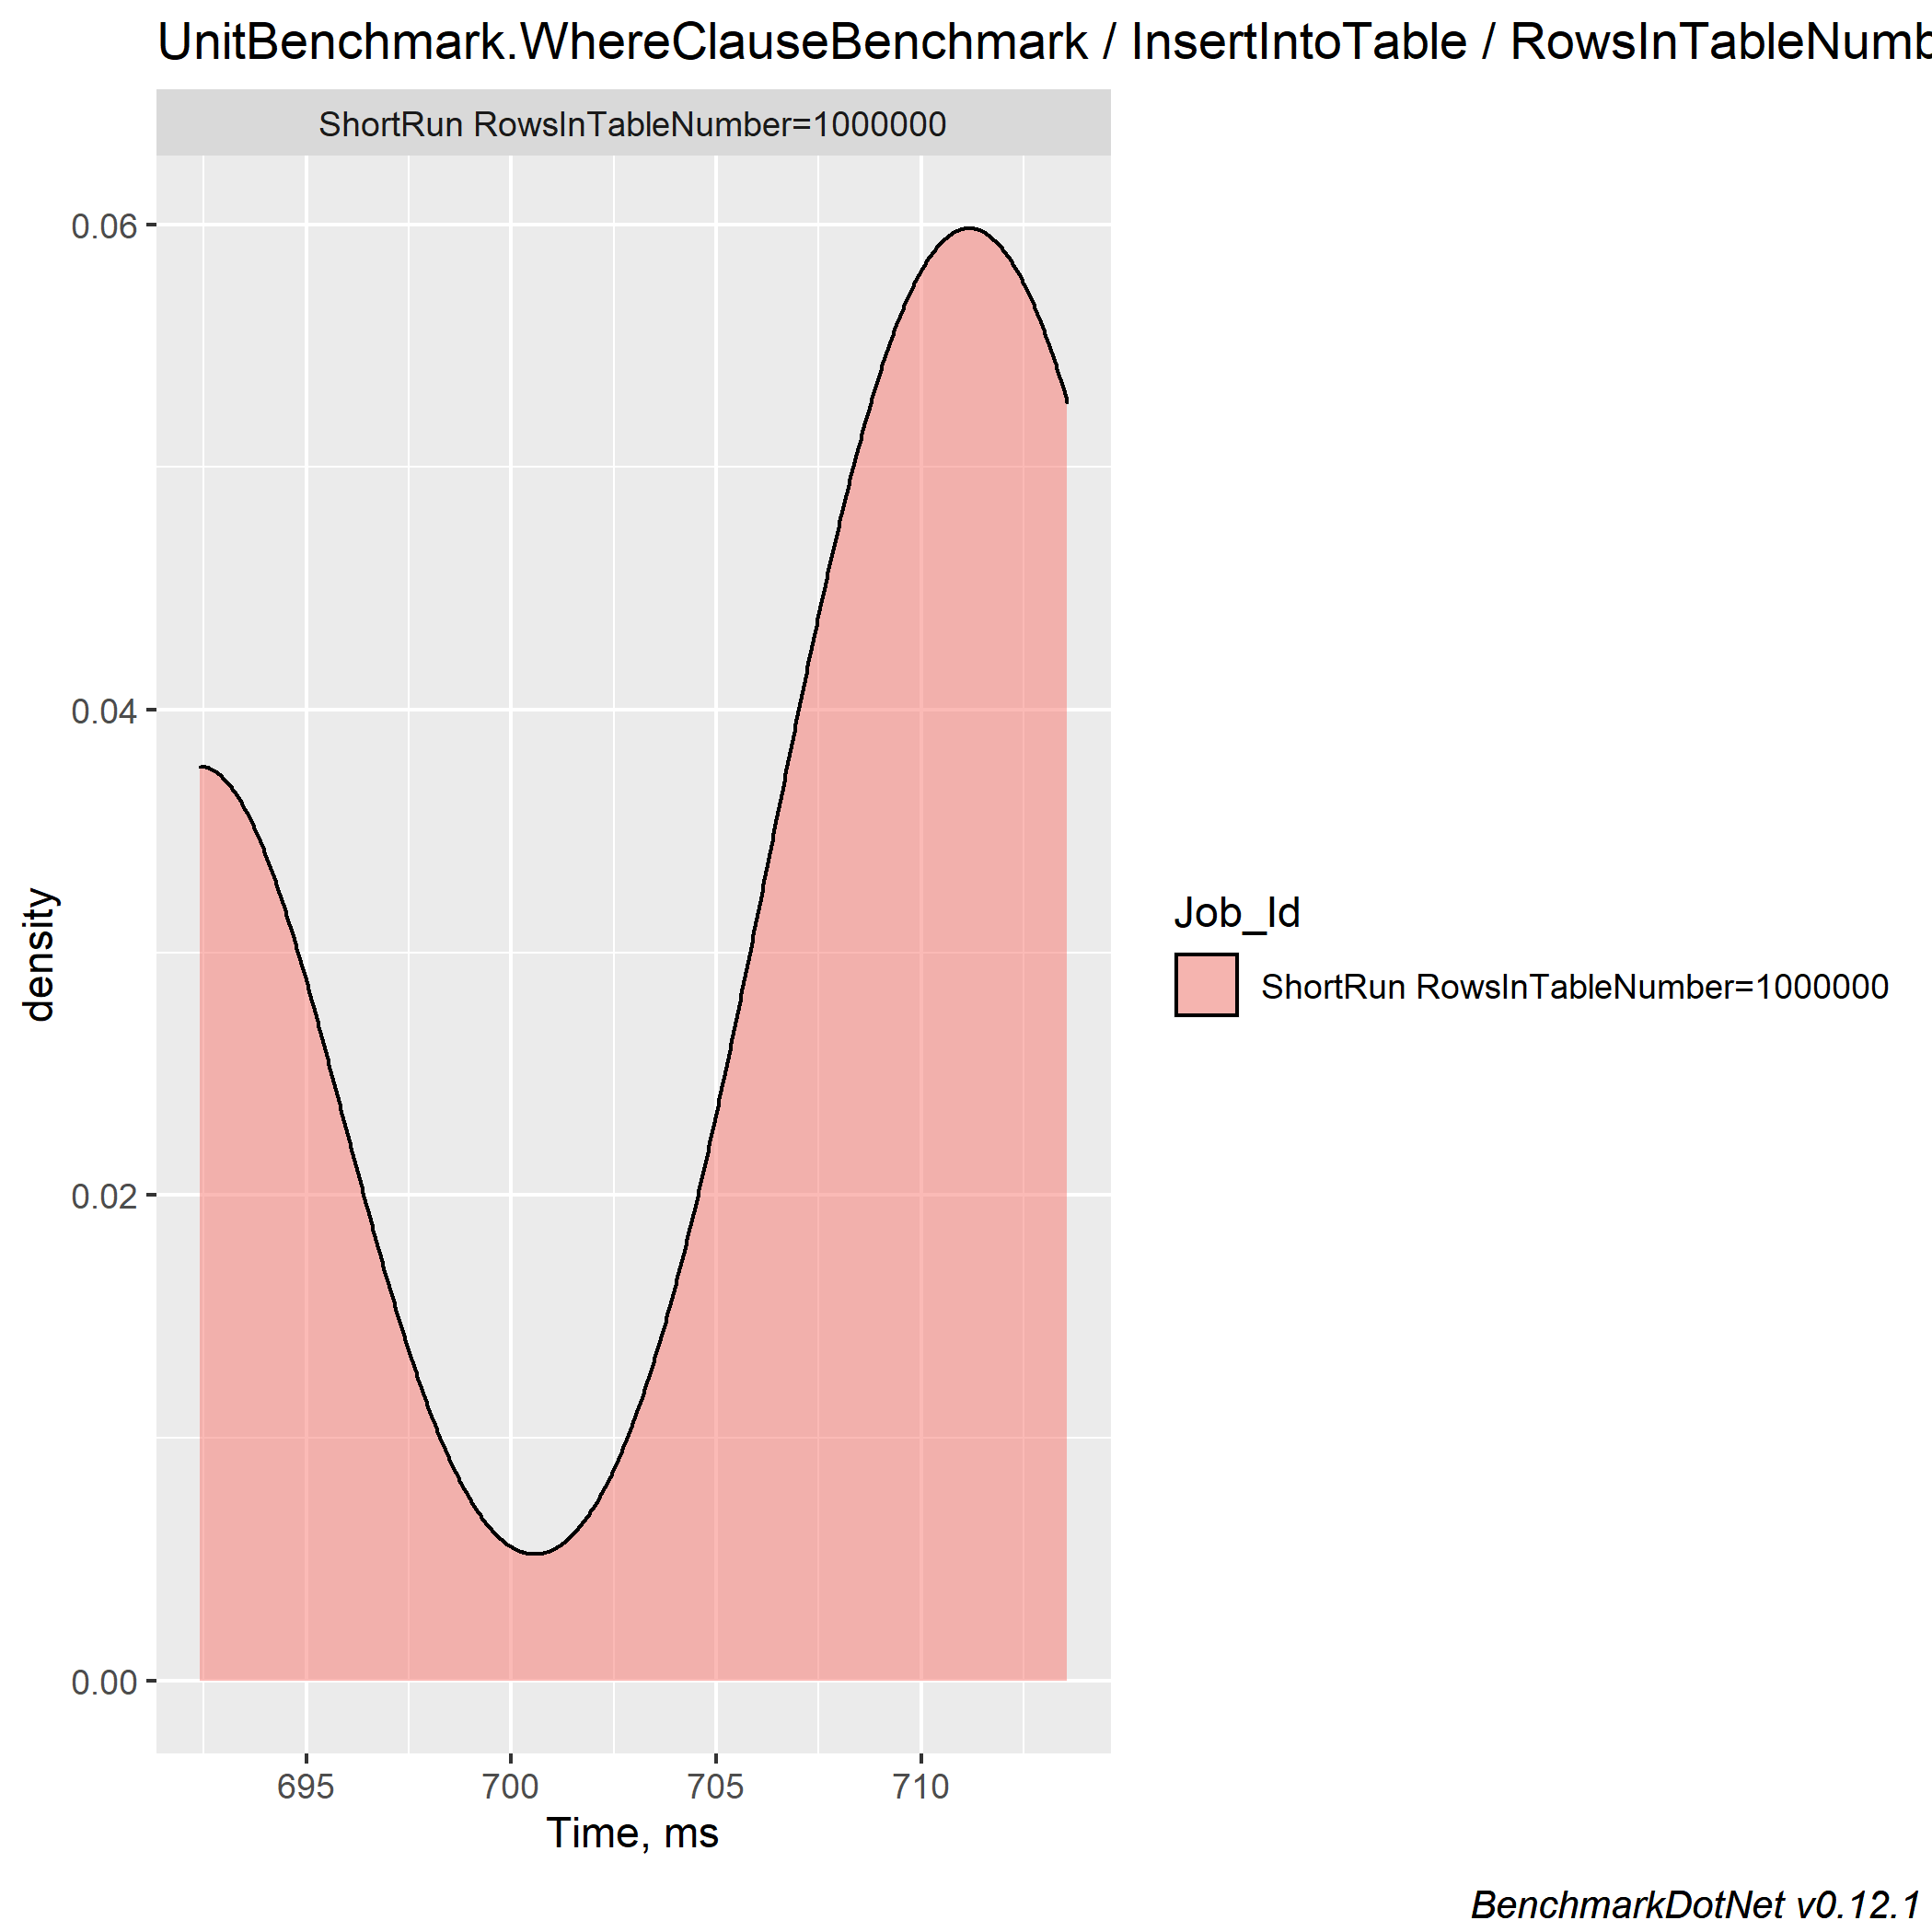 UnitBenchmark.WhereClauseBenchmark / InsertIntoTable / RowsInTableNumb
ShortRun RowsInTableNumber=1000000
0.06
0.04
0.02
0.00
density
695 700 705 710
Time, ms
Job_Id
ShortRun RowsInTableNumber=1000000
BenchmarkDotNet v0.12.1